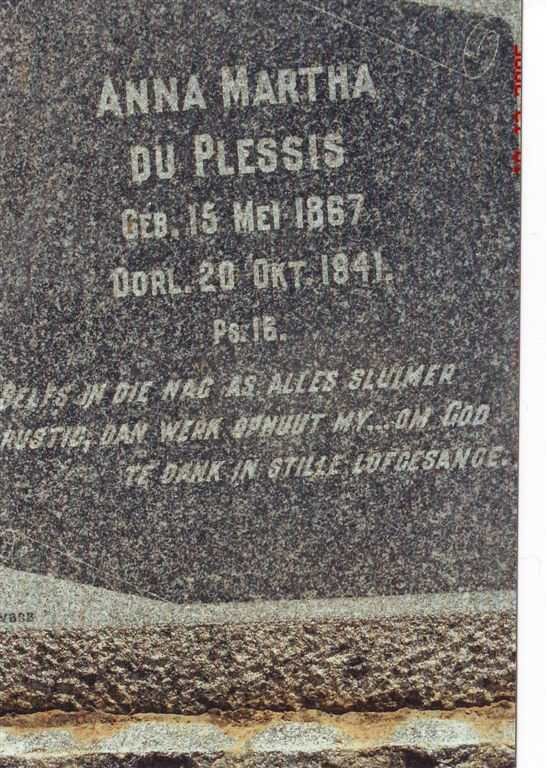 ANNA MARTHA
DU PLESSIS
GEB. 15 MEI 1867
OORL. 20 OKT. 1841.
PS. 16.
SELFS IN DIE NAG AS ALLES SLUIMER
RUSTIG, DAN WERK OPNUUT MY... OM GOD
TE DANK IN STILLE LOFGESANGE.